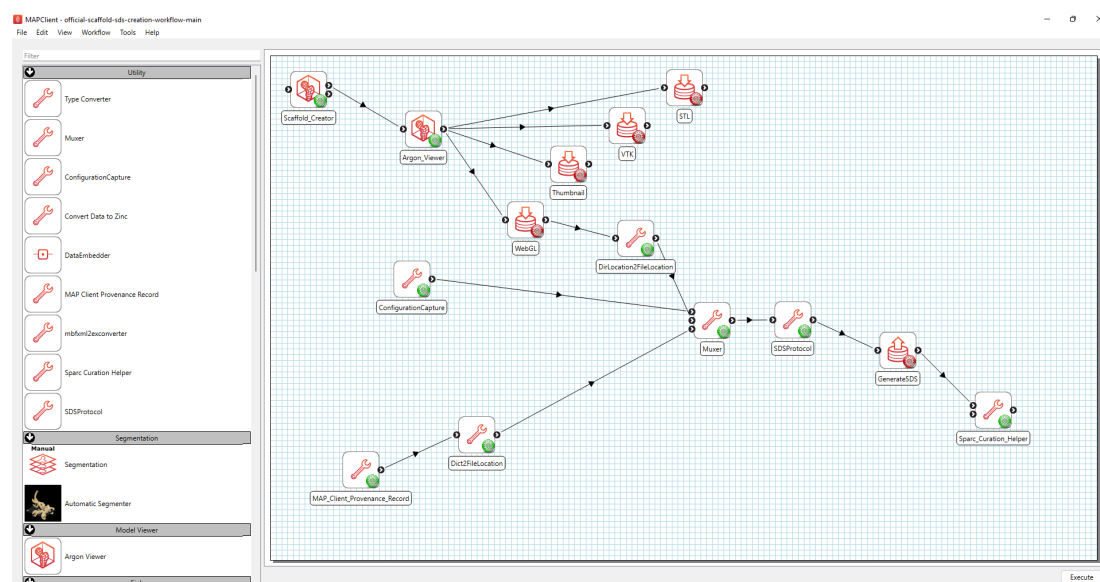 MAPClient - official-scaffold-sds-creation-workflow-main
File Edit View Workflow Tools Help
Filter
Utility
Type Converter
Muxer
ConfigurationCapture
Convert Data to Zinc
DataEmbedder
MAP Client Provenance Record
mbfxml2exconverter
Sparc Curation Helper
SDSProtocol
Segmentation
Manual
Segmentation
Automatic Segmenter
Model Viewer
Argon Viewer
Scaffold_Creator
Argon_Viewer
STL
VTK
Thumbnail
WebGL
DirLocation2FileLocation
ConfigurationCapture
Muxer
SDSProtocol
GenerateSDS
Sparc_Curation_Helper
Dict2FileLocation
MAP_Client_Provenance_Record
Execute